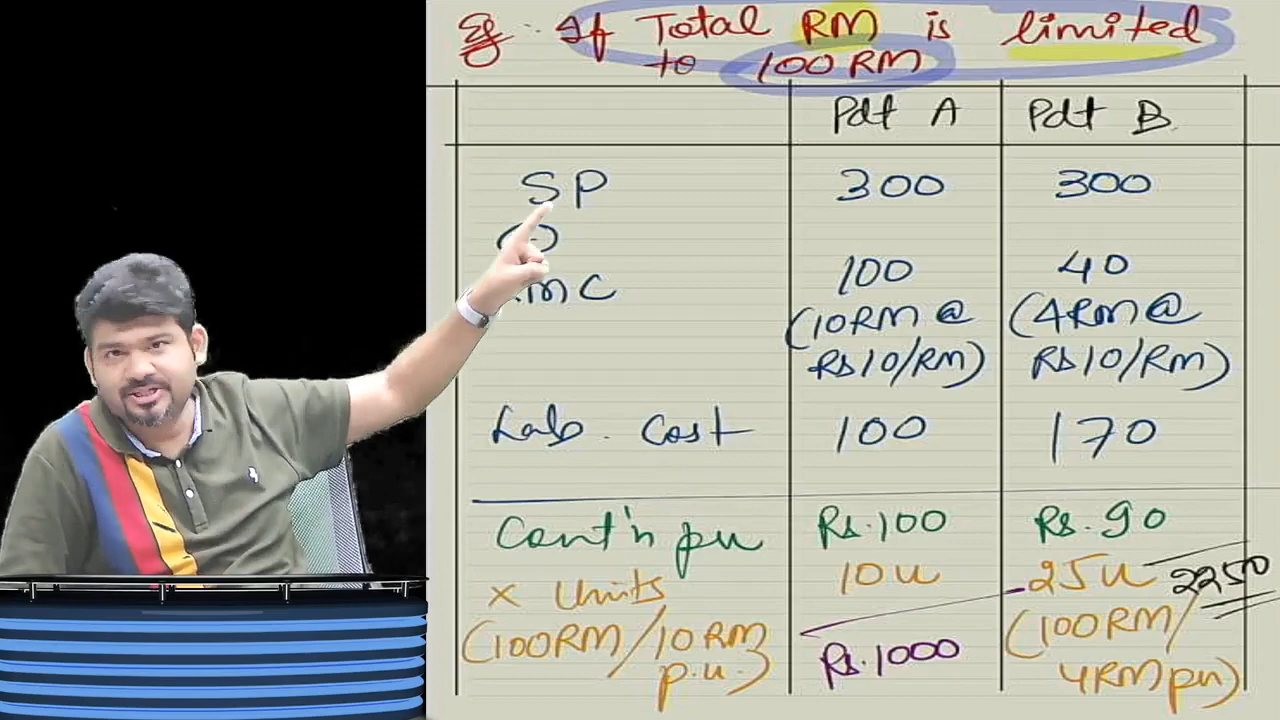 Eg. If Total RM is limited
to 100 RM
Pdt A Pdt B
SP 300 300
(-)
RMC 100 40
(10RM @ (4RM @
Rs10/RM) Rs10/RM)
Lab. Cost 100 170
Cont'n pu Rs.100 Rs.90
x Units 10u 25u 2250
(100RM/10RM Rs.1000 (100RM/
p.u.) 4RM pu)